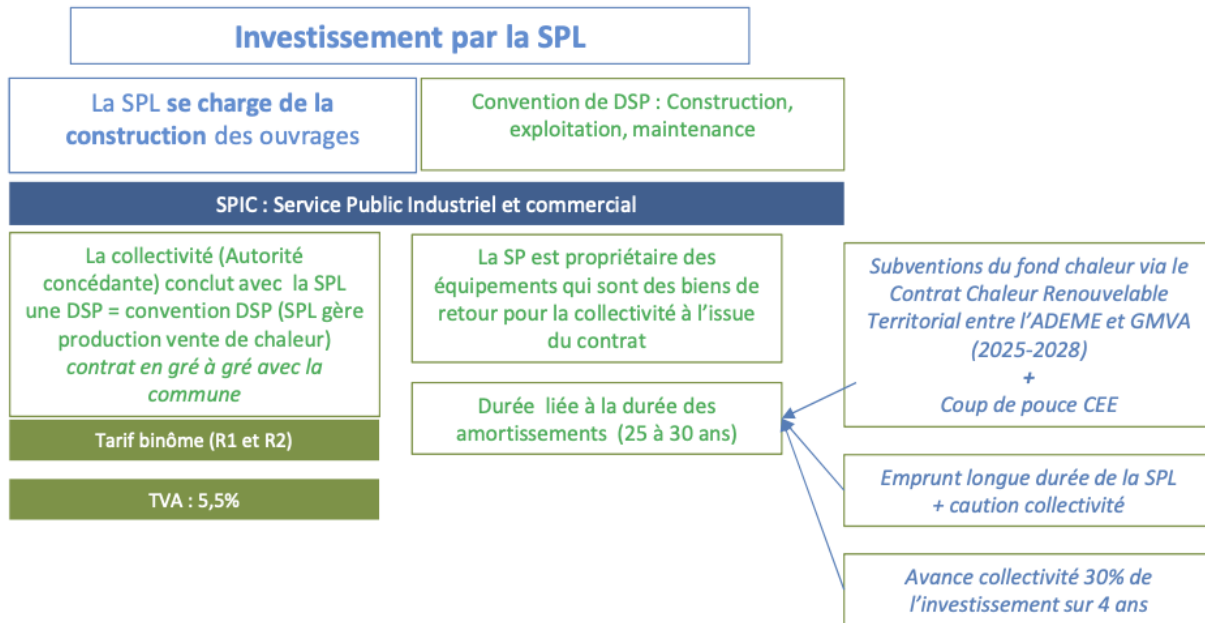 Investissement par la SPL
La SPL se charge de la
construction des ouvrages
Convention de DSP : Construction,
exploitation, maintenance
SPIC : Service Public Industriel et commercial
La collectivité (Autorité
concédante) conclut avec la SPL
une DSP = convention DSP (SPL gère
production vente de chaleur)
contrat en gré à gré avec la
commune
Tarif binôme (R1 et R2)
TVA : 5,5%
La SP est propriétaire des
équipements qui sont des biens de
retour pour la collectivité à l’issue
du contrat
Durée liée à la durée des
amortissements (25 à 30 ans)
Subventions du fond chaleur via le
Contrat Chaleur Renouvelable
Territorial entre l’ADEME et GMVA
(2025-2028)
+
Coup de pouce CEE
Emprunt longue durée de la SPL
+ caution collectivité
Avance collectivité 30% de
l’investissement sur 4 ans